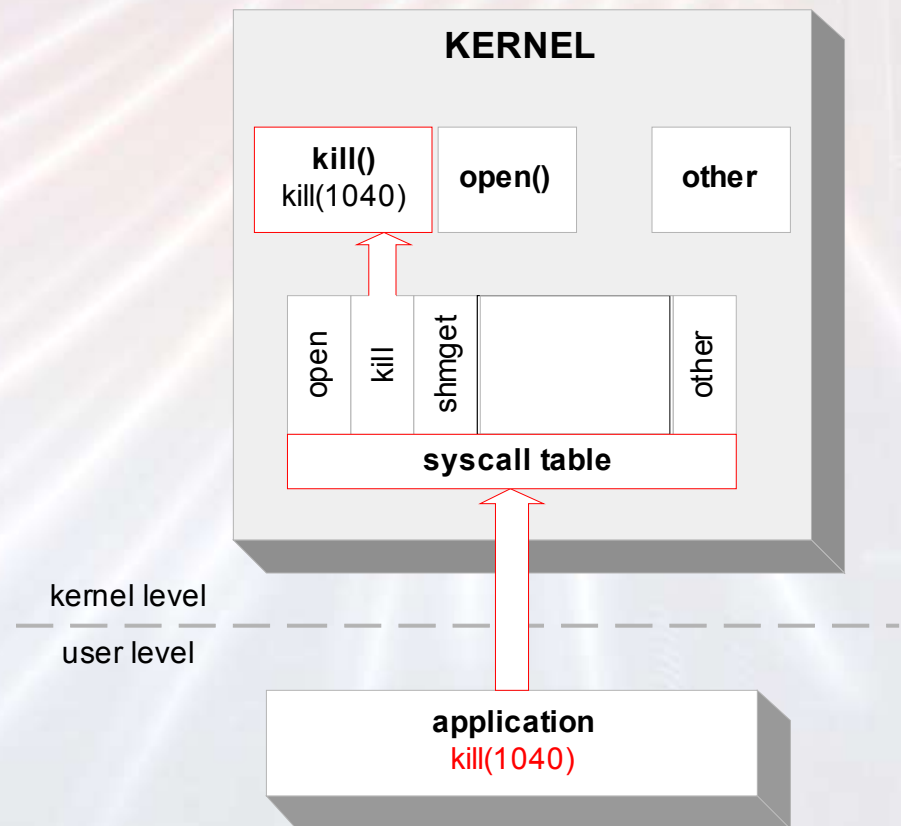 KERNEL
kill()
kill(1040)
open()
other
open
kill
shmget
other
syscall table
kernel level
user level
application
kill(1040)